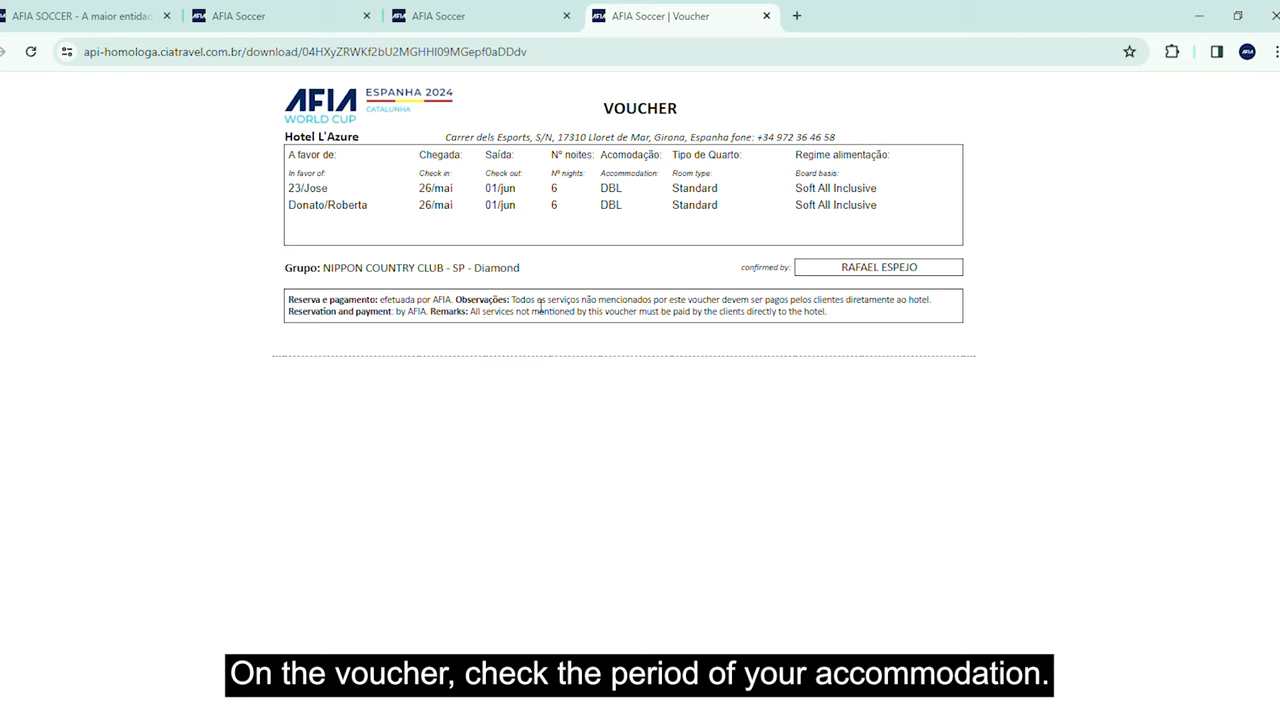 AFIA SOCCER - A maior entidad
AFIA Soccer
AFIA Soccer
AFIA Soccer | Voucher
api-homologa.ciatravel.com.br/download/04HXyZRWKf2bU2MGHHI09MGepf0aDDdv
AFIA
WORLD CUP
ESPANHA 2024
CATALUNHA
VOUCHER
Hotel L'Azure Carrer dels Esports, S/N, 17310 Lloret de Mar, Girona, Espanha fone: +34 972 36 46 58
A favor de: Chegada: Saída: Nº noites: Acomodação: Tipo de Quarto: Regime alimentação:
In favor of: Check in: Check out: Nº nights: Accommodation: Room type: Board basis:
23/Jose 26/mai 01/jun 6 DBL Standard Soft All Inclusive
Donato/Roberta 26/mai 01/jun 6 DBL Standard Soft All Inclusive
Grupo: NIPPON COUNTRY CLUB - SP - Diamond confirmed by: RAFAEL ESPEJO
Reserva e pagamento: efetuada por AFIA. Observações: Todos os serviços não mencionados por este voucher devem ser pagos pelos clientes diretamente ao hotel.
Reservation and payment: by AFIA. Remarks: All services not mentioned by this voucher must be paid by the clients directly to the hotel.
On the voucher, check the period of your accommodation.